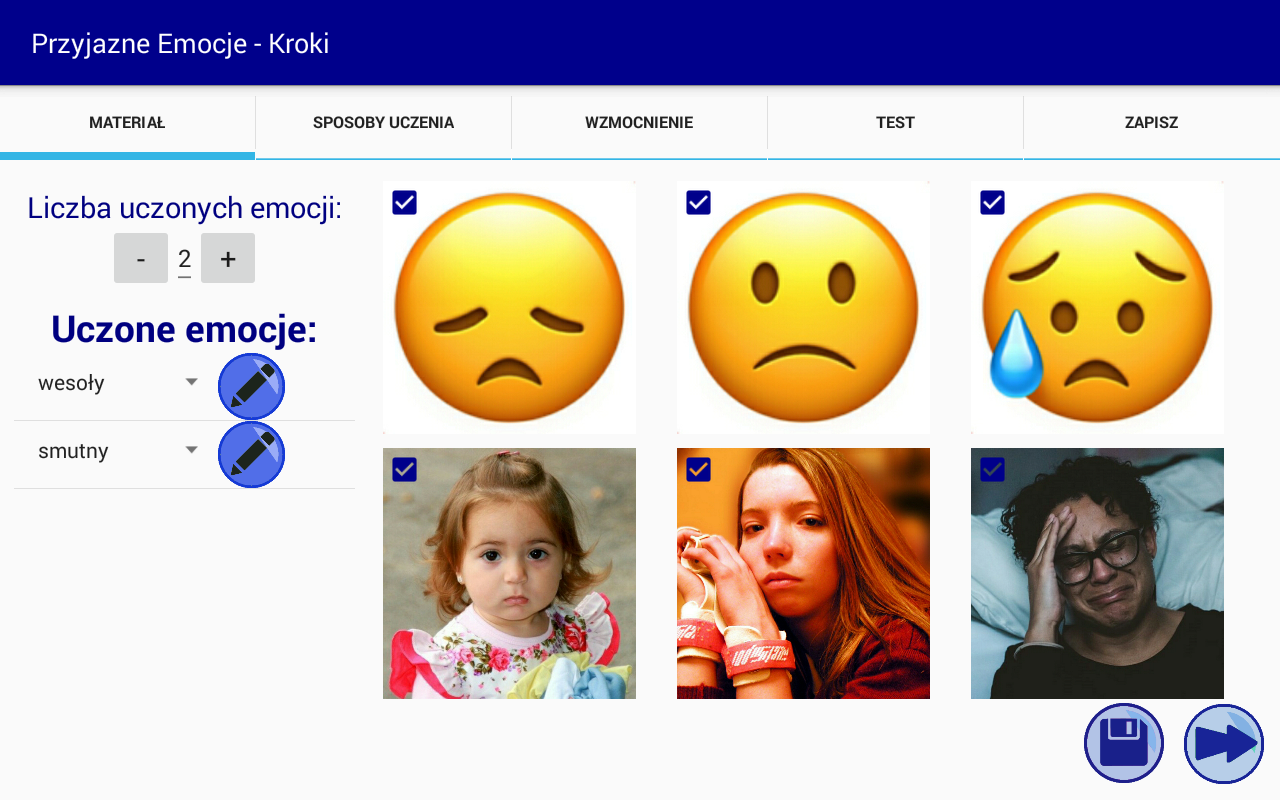 Przyjazne Emocje - Kroki
MATERIAŁ
SPOSOBY UCZENIA
WZMOCNIENIE
TEST
ZAPISZ
Liczba uczonych emocji:
- 2 +
Uczone emocje:
wesoły
smutny